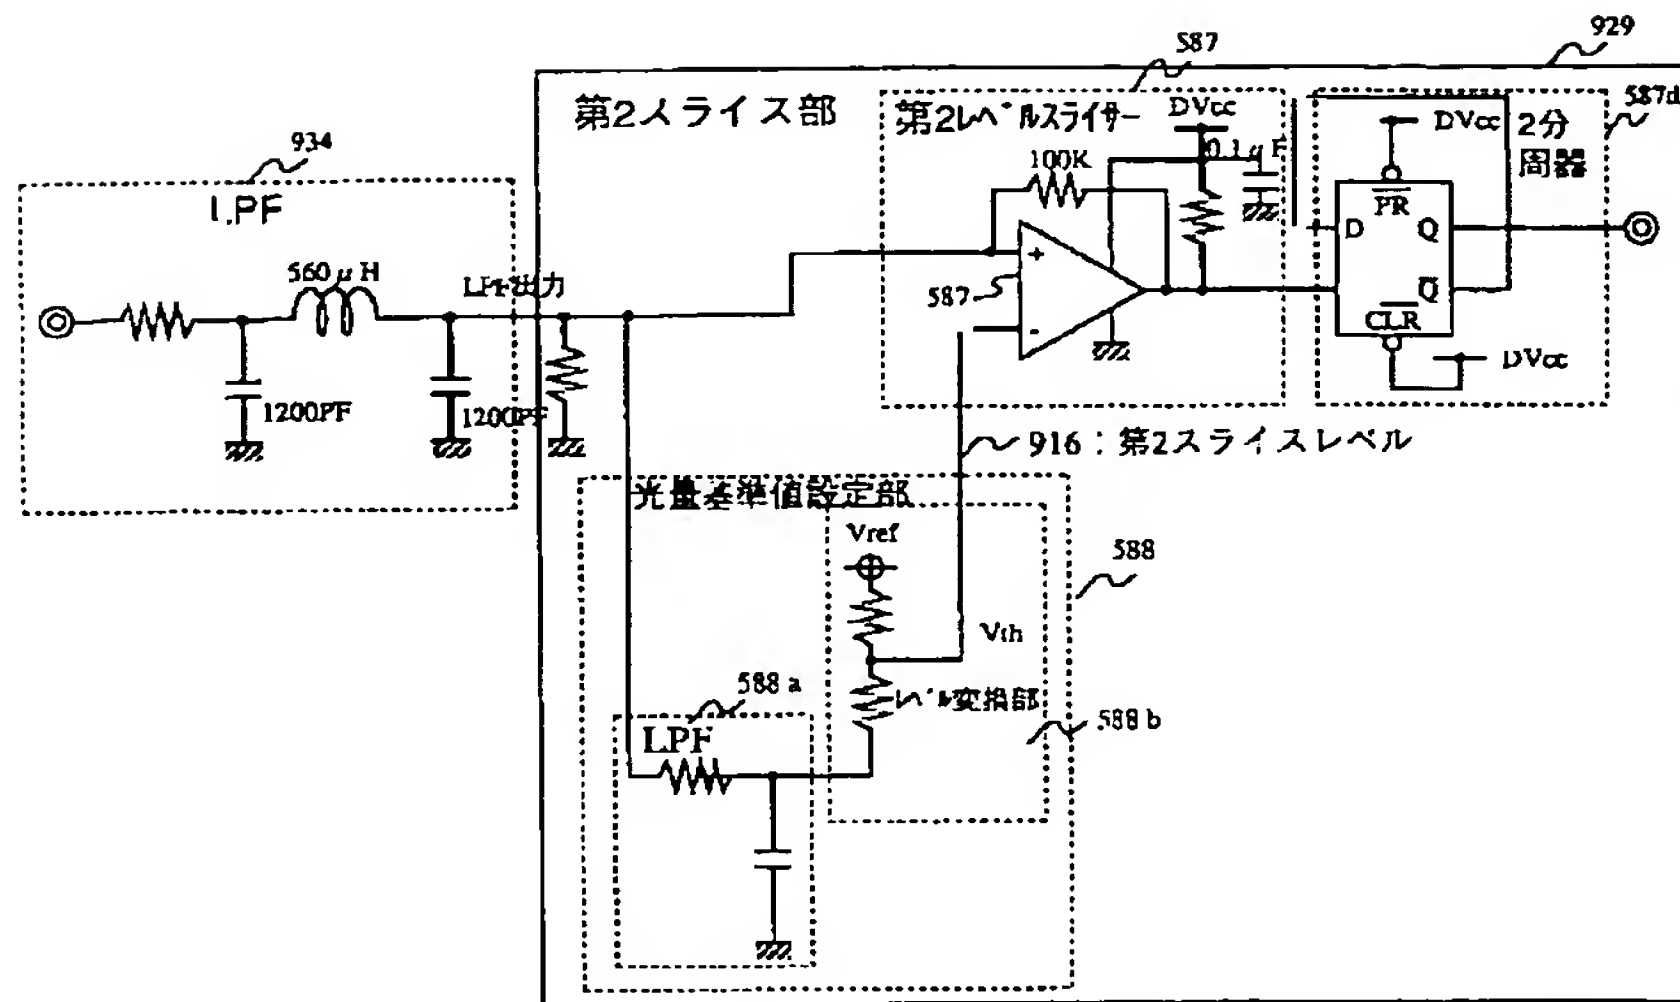 929
587
第2スライス部
第2レベルスライサー
DVcc
587d
DVcc
2分
周器
934
LPF
100K
0.1μF
PR
D
Q
560μH
LPF出力
+
587
-
Q
CLR
DVcc
1200PF
1200PF
916：第2スライスレベル
光量基準値設定部
Vref
588
Vth
588a
レベル変換部
588b
LPF